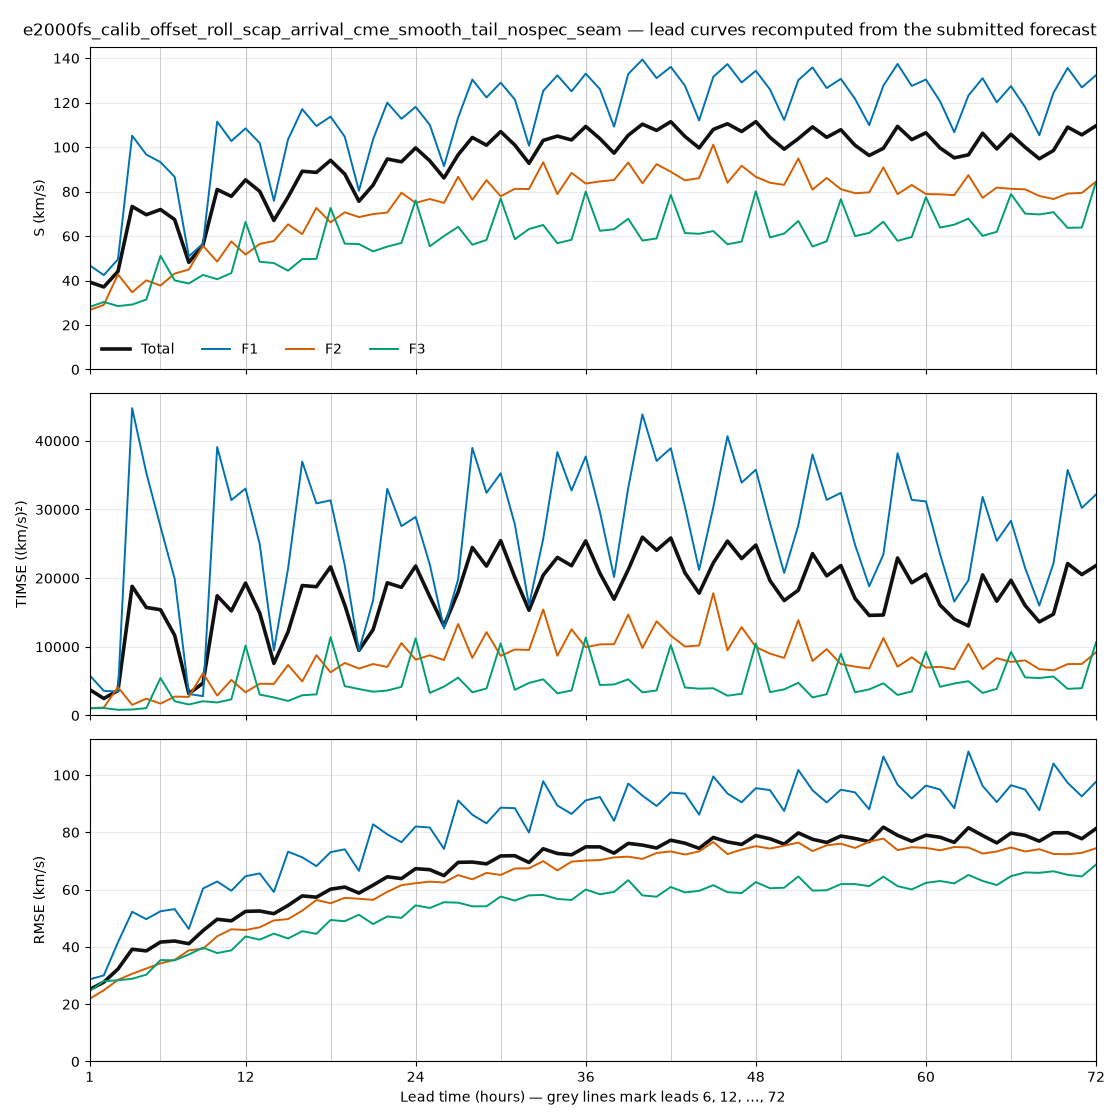 e2000fs_calib_offset_roll_scap_arrival_cme_smooth_tail_nospec_seam — lead curves recomputed from the submitted forecast
140
120
100
80
60
40
20
0
S (km/s)
Total F1 F2 F3
40000
30000
20000
10000
0
TIMSE ((km/s)²)
100
80
60
40
20
0
RMSE (km/s)
1 12 24 36 48 60 72
Lead time (hours) — grey lines mark leads 6, 12, ..., 72